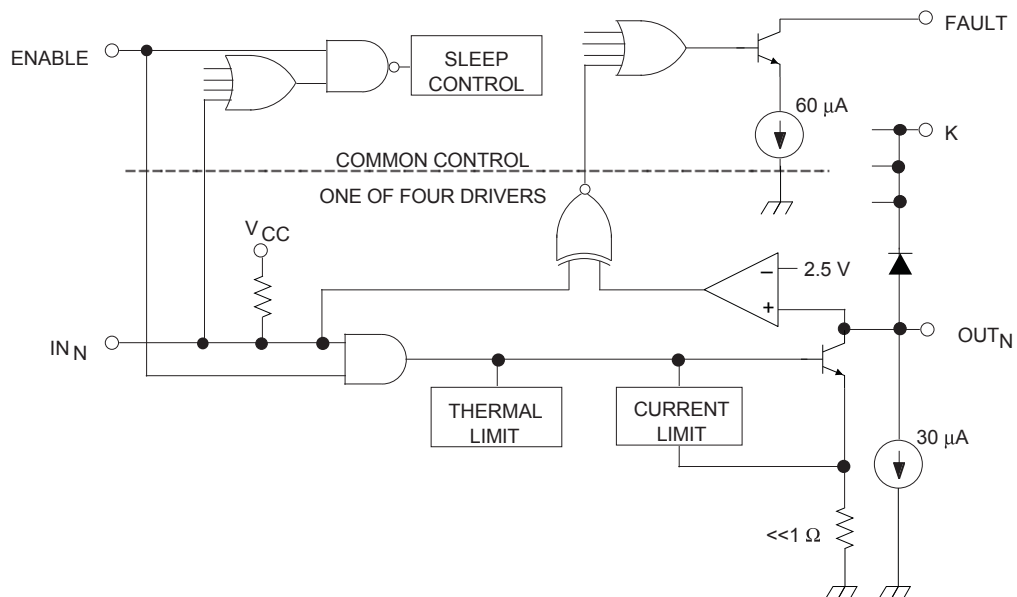 FAULT
ENABLE
SLEEP
CONTROL
60 μA
K
COMMON CONTROL
ONE OF FOUR DRIVERS
VCC
− 2.5 V
+
INN
OUTN
THERMAL
LIMIT
CURRENT
LIMIT
30 μA
<<1 Ω